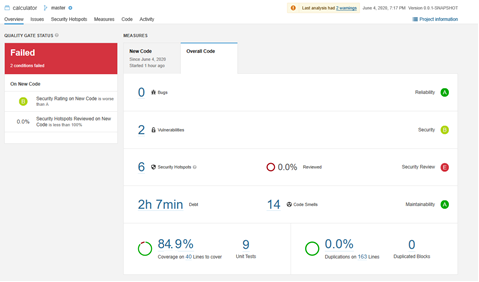 calculator master
Last analysis had 2 warnings June 4, 2020, 7:17 PM Version 0.0.1-SNAPSHOT
Overview Issues Security Hotspots Measures Code Activity Project Information
QUALITY GATE STATUS
MEASURES
Failed
2 conditions failed
On New Code
B Security Rating on New Code is worse
than A
0.0% Security Hotspots Reviewed on New
Code is less than 100%
New Code
Since June 4, 2020
Started 1 hour ago
Overall Code
0 Bugs Reliability A
2 Vulnerabilities Security B
6 Security Hotspots 0.0% Reviewed Security Review E
2h 7min Debt 14 Code Smells Maintainability A
84.9% 9 0.0% 0
Coverage on 40 Lines to cover Unit Tests Duplications on 163 Lines Duplicated Blocks